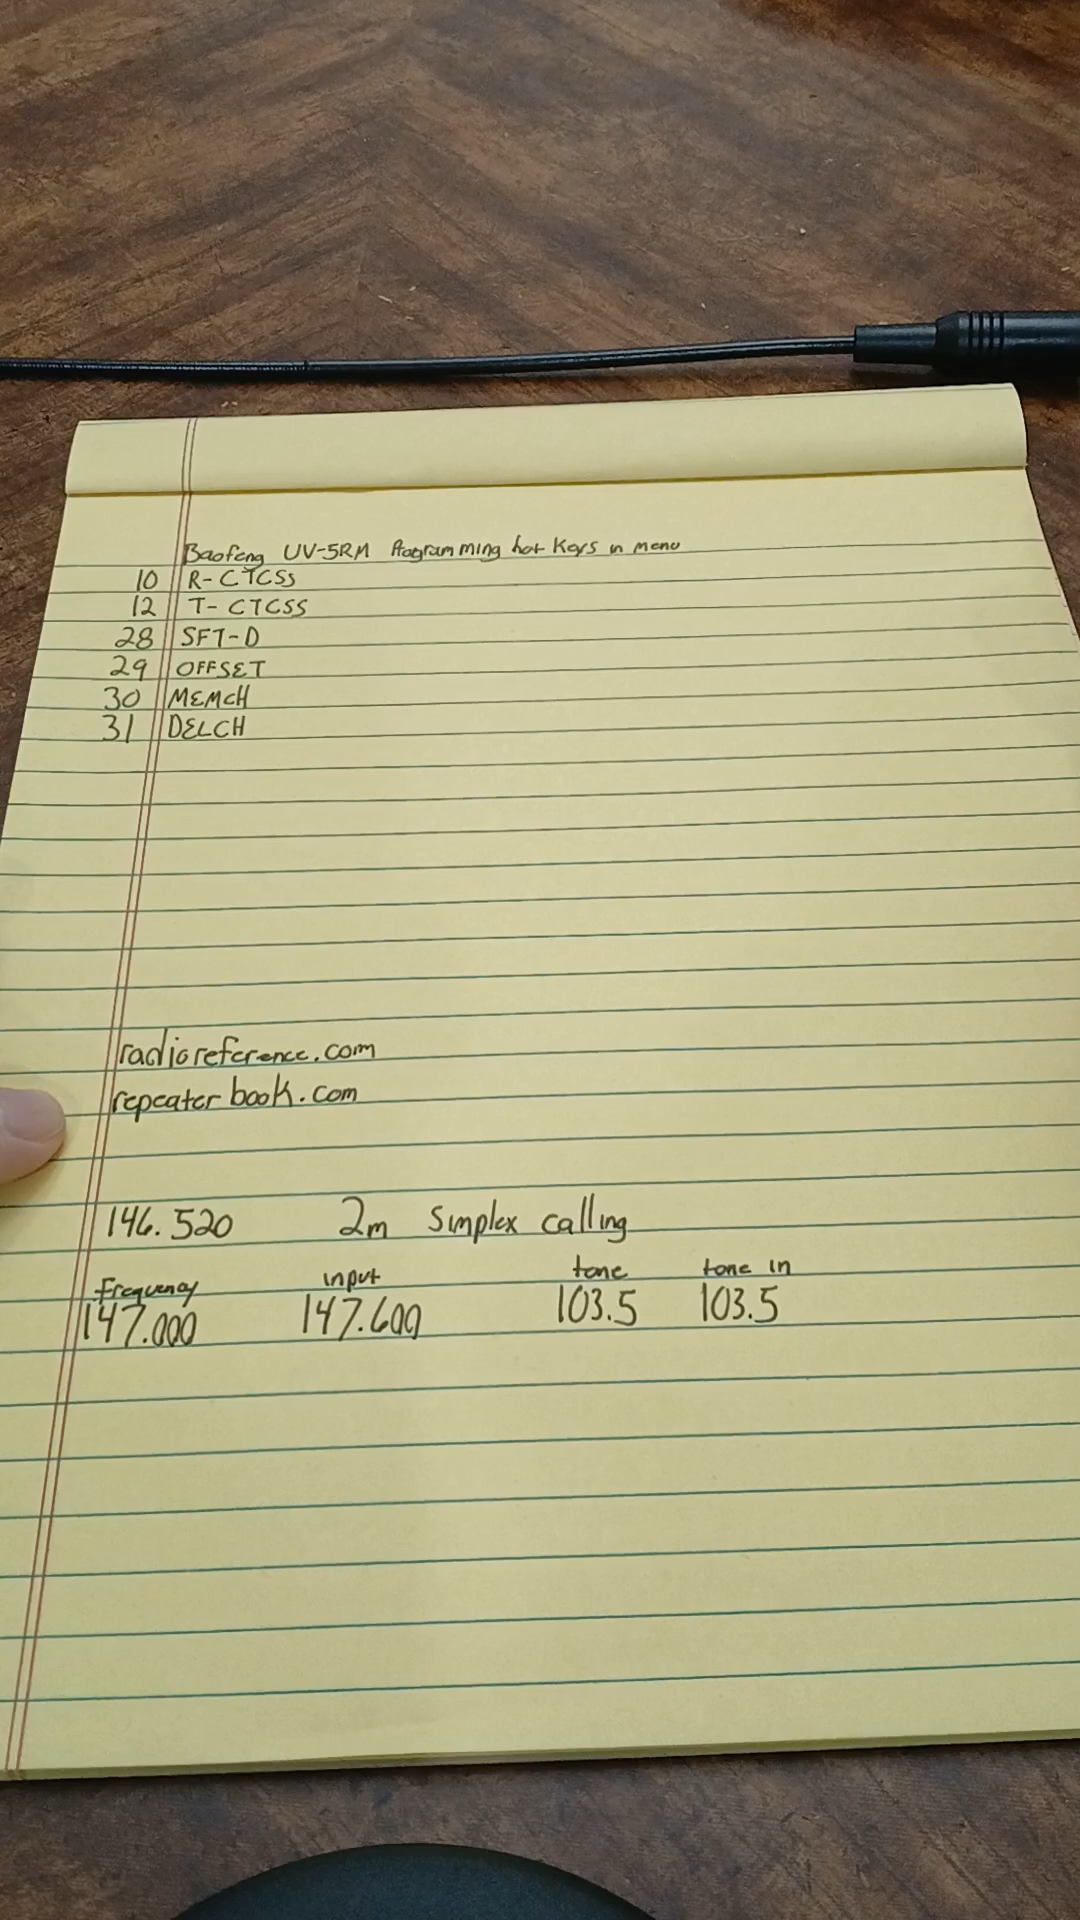 Baofeng UV-5RM Programming hot Keys in menu
10 R-CTCSS
12 T-CTCSS
28 SFT-D
29 OFFSET
30 MEMCH
31 DELCH
radioreference.com
repeaterbook.com
146.520 2m Simplex calling
frequency input tone tone in
147.000 147.600 103.5 103.5